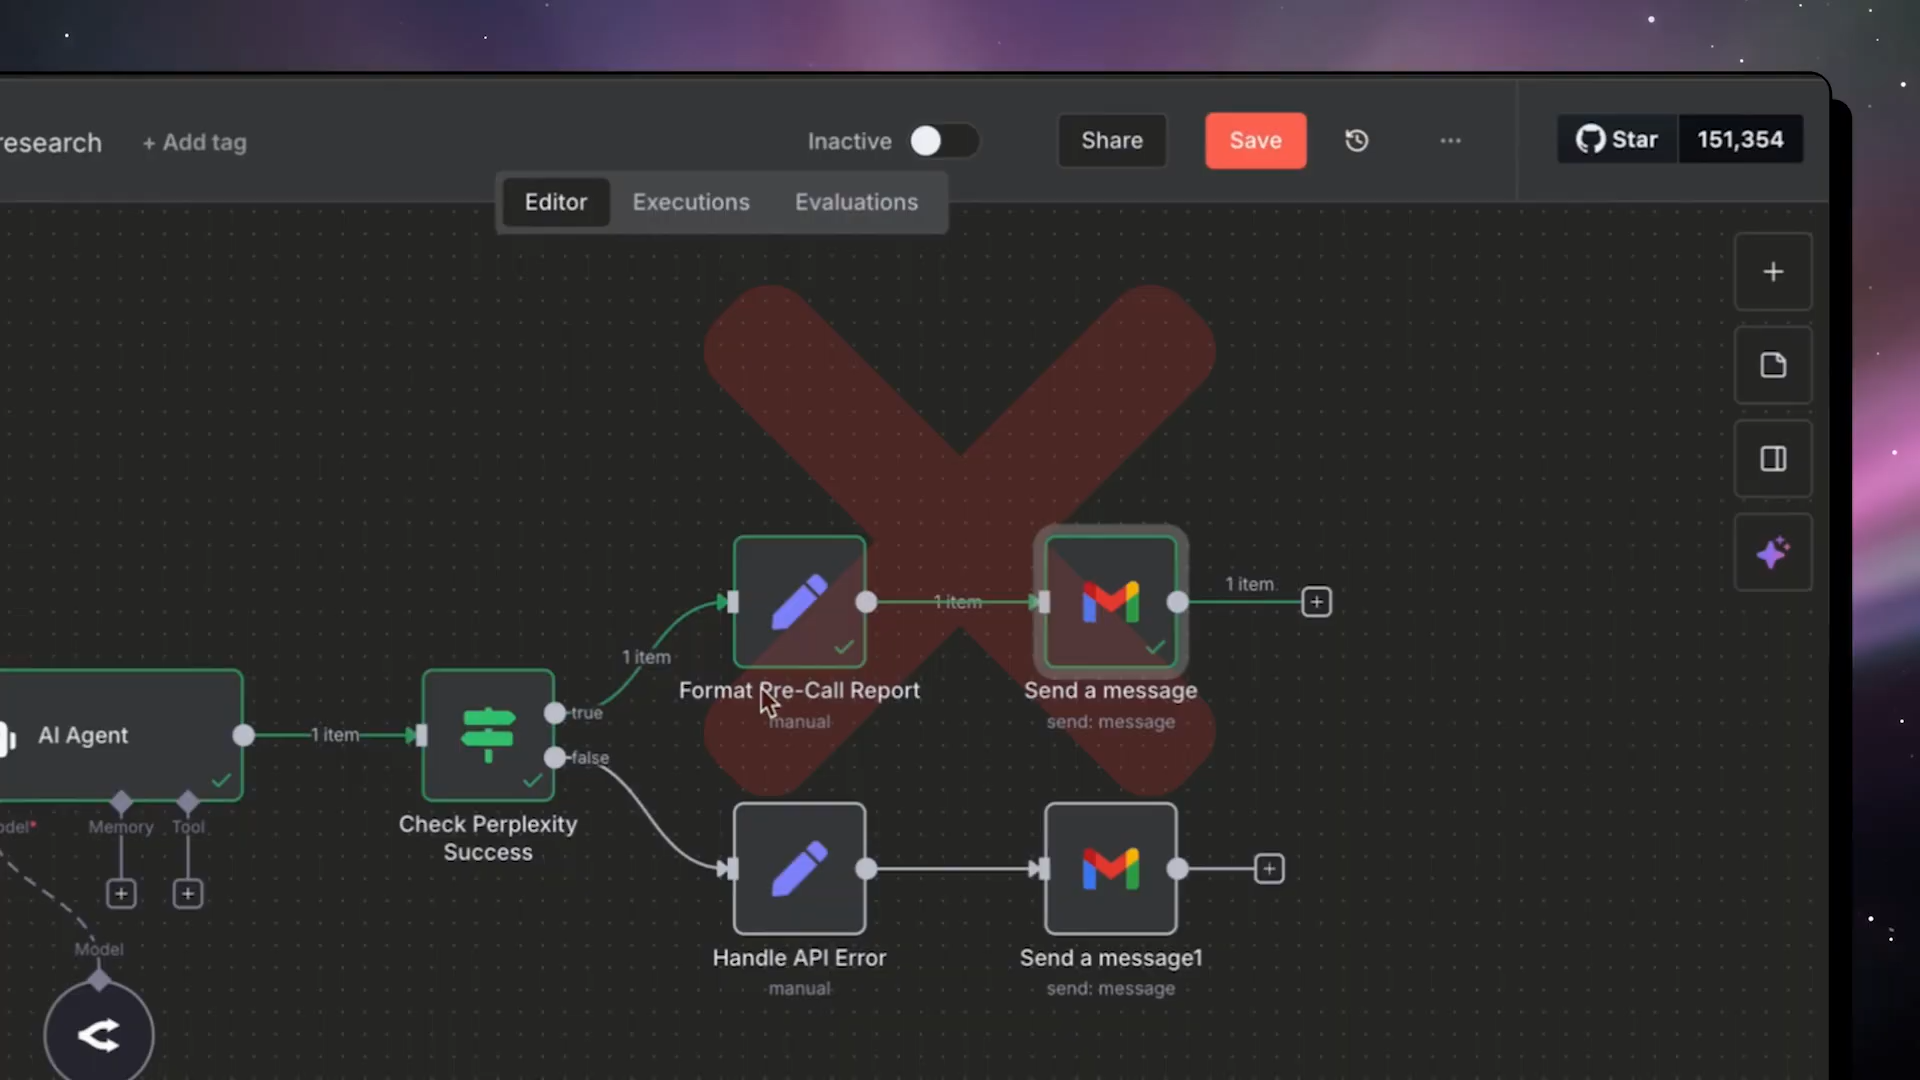 research
+ Add tag
Inactive
Share
Save
...
Star
151,354
Editor
Executions
Evaluations
1 item
1 item
1 item
Format Pre-Call Report
manual
Send a message
send: message
AI Agent
1 item
true
false
Memory
Tool
Check Perplexity
Success
Model
Handle API Error
manual
Send a message1
send: message